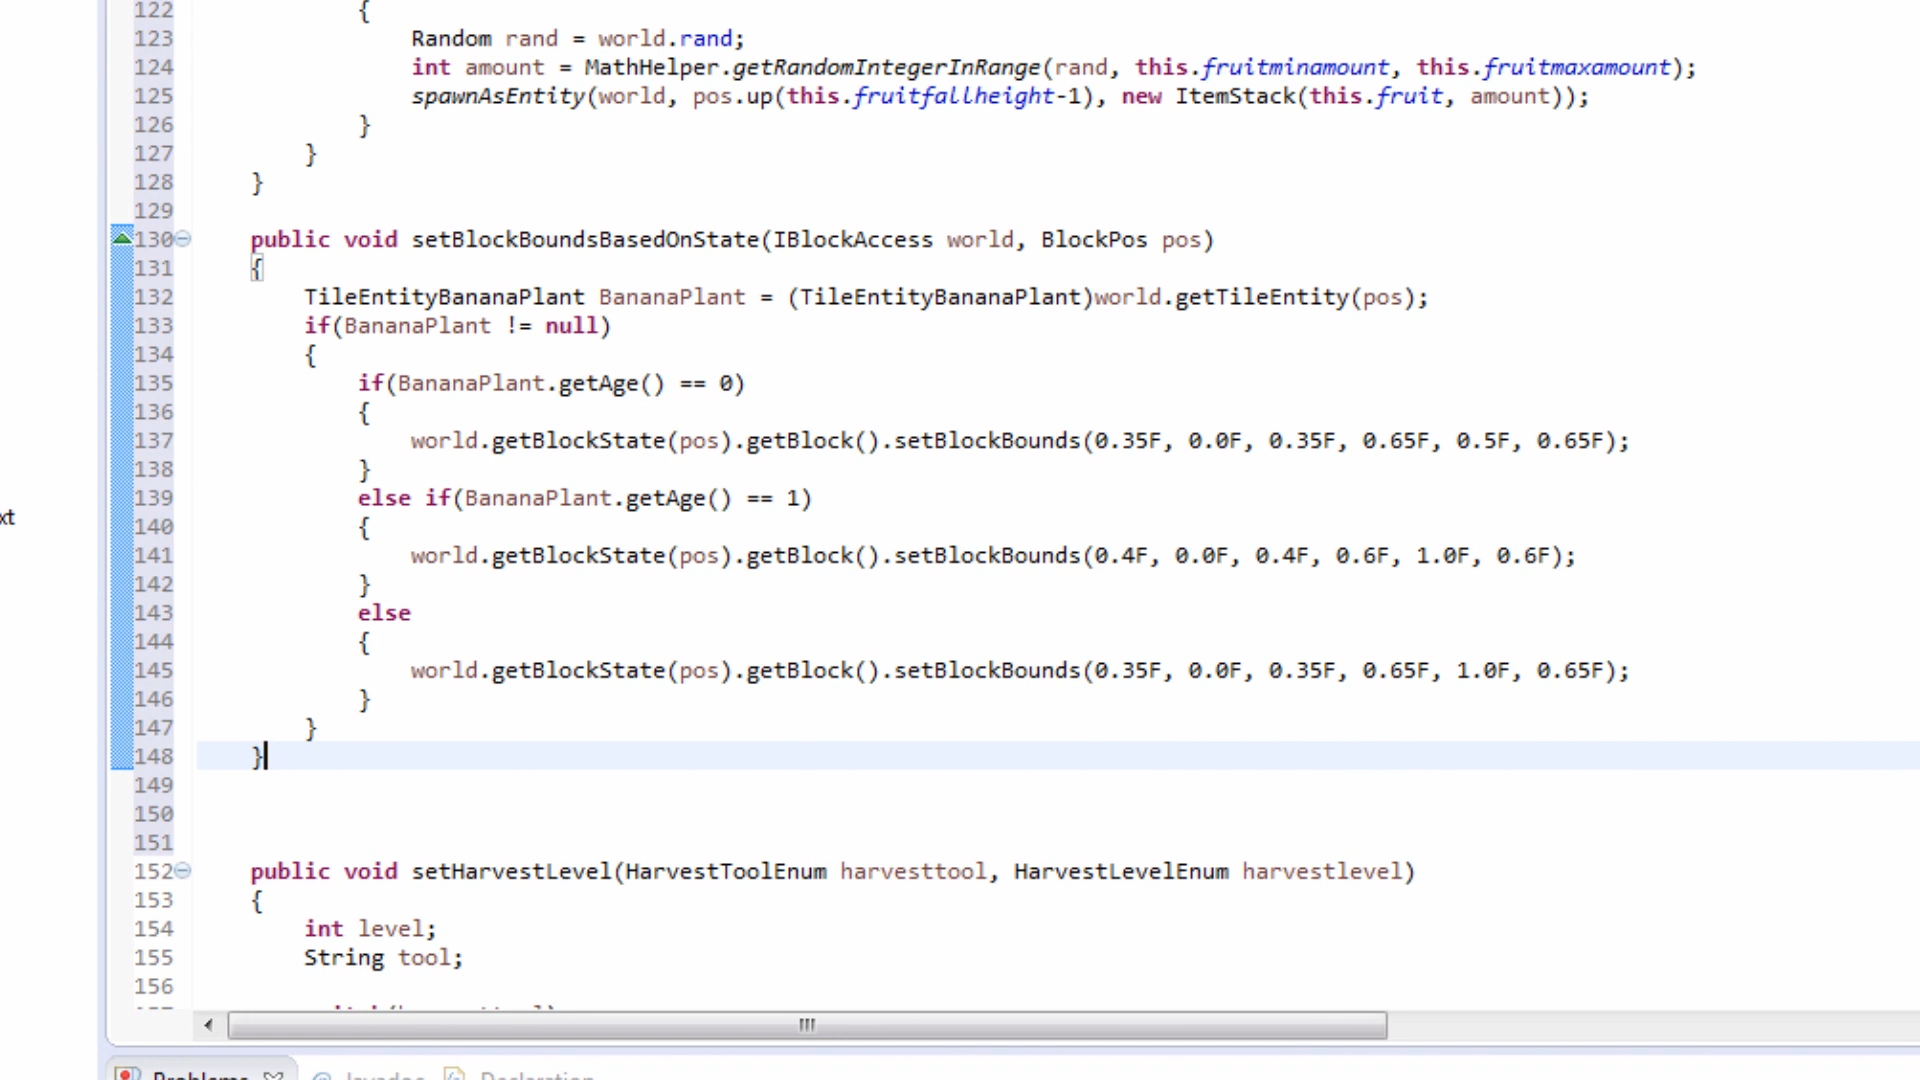 122 {
123 Random rand = world.rand;
124 int amount = MathHelper.getRandomIntegerInRange(rand, this.fruitminamount, this.fruitmaxamount);
125 spawnAsEntity(world, pos.up(this.fruitfallheight-1), new ItemStack(this.fruit, amount));
126 }
127 }
128 }
129
130 public void setBlockBoundsBasedOnState(IBlockAccess world, BlockPos pos)
131 {
132 TileEntityBananaPlant BananaPlant = (TileEntityBananaPlant)world.getTileEntity(pos);
133 if(BananaPlant != null)
134 {
135 if(BananaPlant.getAge() == 0)
136 {
137 world.getBlockState(pos).getBlock().setBlockBounds(0.35F, 0.0F, 0.35F, 0.65F, 0.5F, 0.65F);
138 }
139 else if(BananaPlant.getAge() == 1)
140 {
xt
141 world.getBlockState(pos).getBlock().setBlockBounds(0.4F, 0.0F, 0.4F, 0.6F, 1.0F, 0.6F);
142 }
143 else
144 {
145 world.getBlockState(pos).getBlock().setBlockBounds(0.35F, 0.0F, 0.35F, 0.65F, 1.0F, 0.65F);
146 }
147 }
148 }
149
150
151
152 public void setHarvestLevel(HarvestToolEnum harvesttool, HarvestLevelEnum harvestlevel)
153 {
154 int level;
155 String tool;
156
Problems Javadoc Declaration